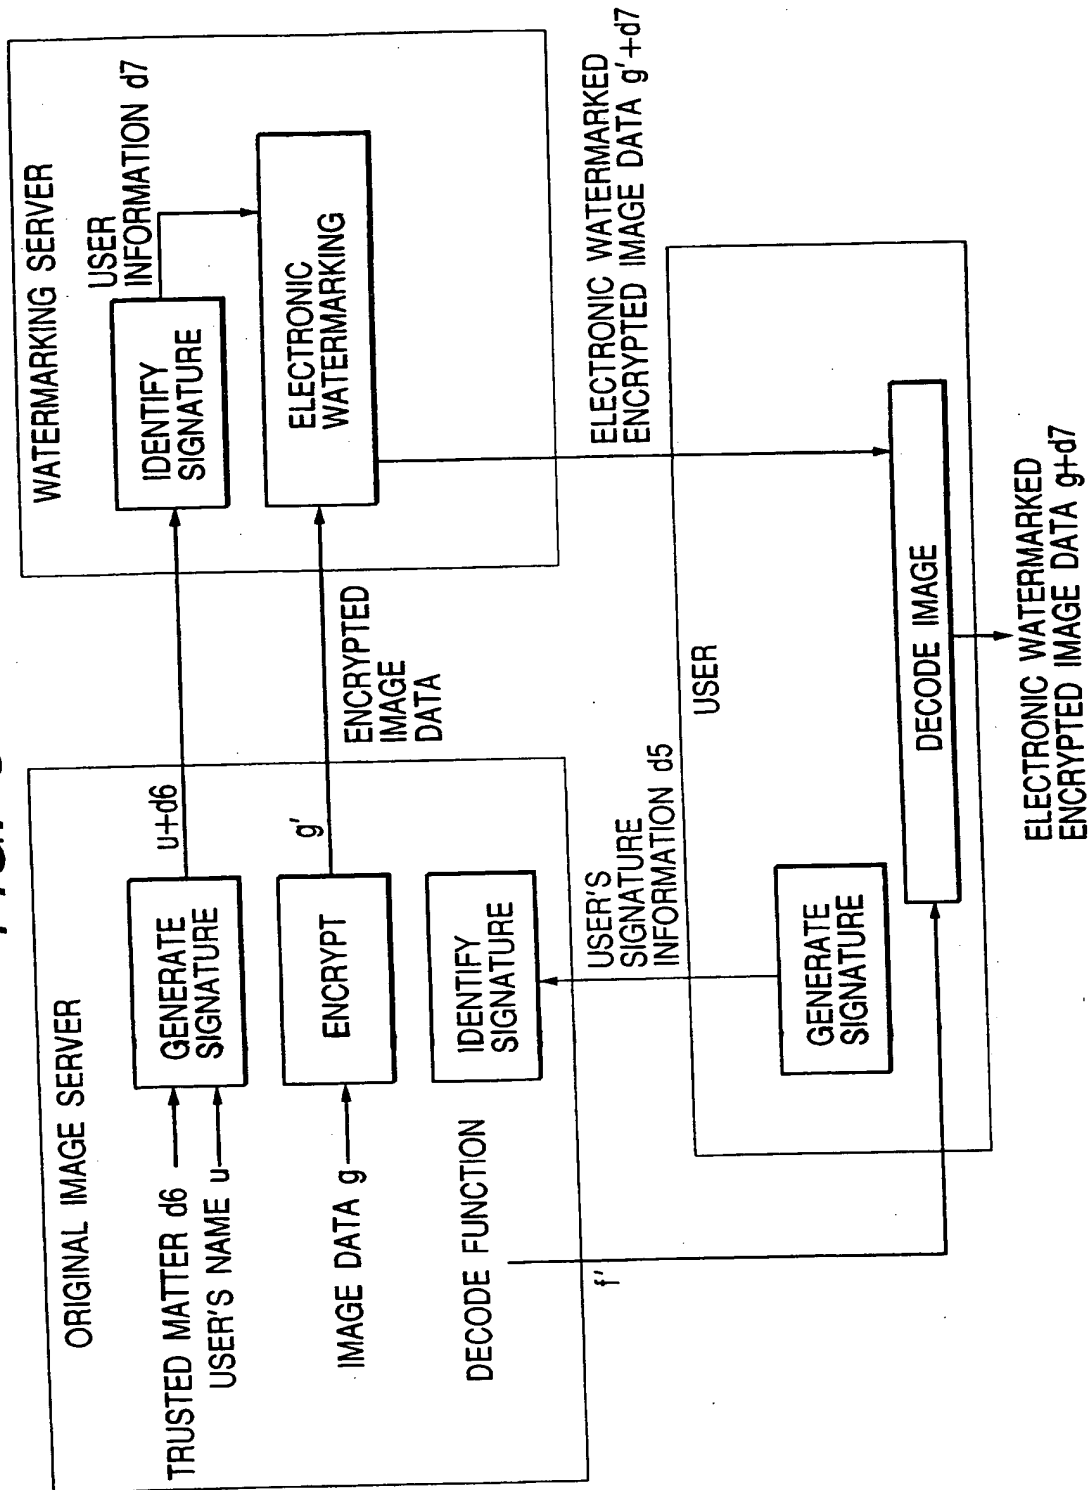 ORIGINAL IMAGE SERVER
TRUSTED MATTER d6
USER'S NAME u
GENERATE
SIGNATURE
u+d6
IMAGE DATA g
ENCRYPT
g'
ENCRYPTED
IMAGE
DATA
IDENTIFY
SIGNATURE
DECODE FUNCTION
f'
WATERMARKING SERVER
IDENTIFY
SIGNATURE
USER
INFORMATION d7
ELECTRONIC
WATERMARKING
ELECTRONIC WATERMARKED
ENCRYPTED IMAGE DATA g'+d7
USER'S
SIGNATURE
INFORMATION d5
USER
GENERATE
SIGNATURE
DECODE IMAGE
ELECTRONIC WATERMARKED
ENCRYPTED IMAGE DATA g+d7